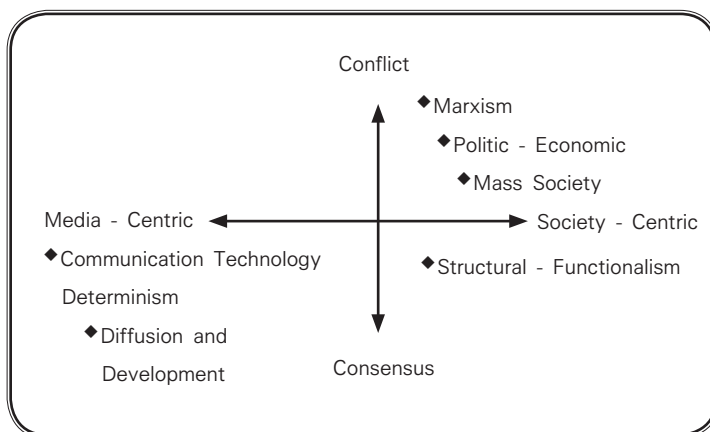 Conflict
◆Marxism
◆Politic - Economic
◆Mass Society
Media - Centric
Society - Centric
◆Communication Technology
Determinism
◆Structural - Functionalism
◆Diffusion and
Development
Consensus